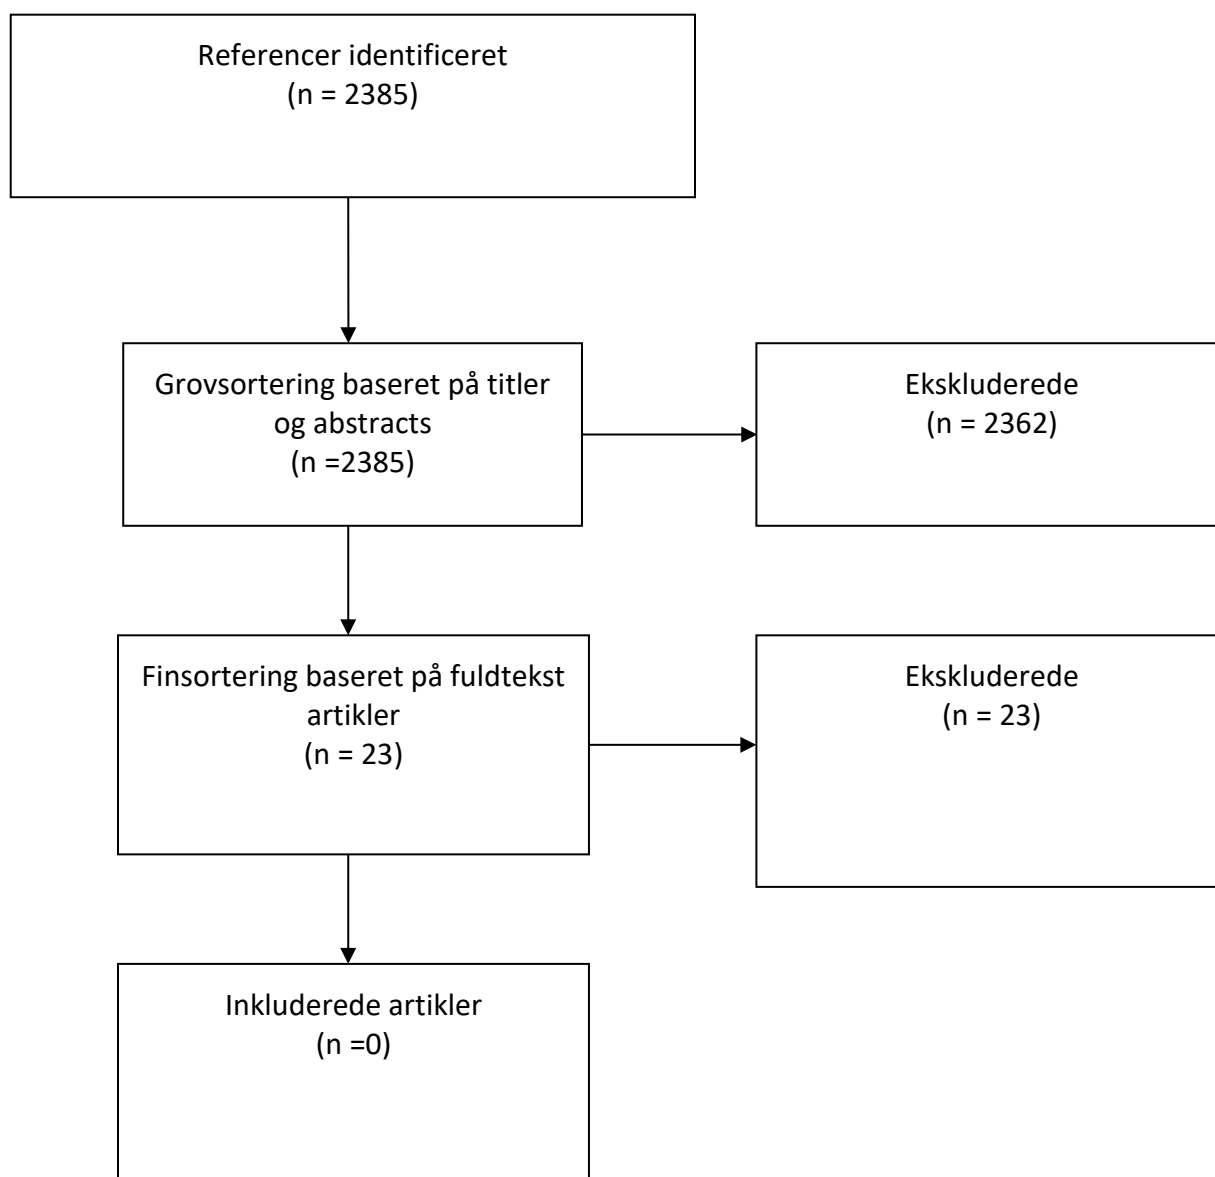 Referencer identificeret
(n = 2385)
Grovsortering baseret på titler
og abstracts
(n =2385)
Ekskluderede
(n = 2362)
Finsortering baseret på fuldtekst
artikler
(n = 23)
Ekskluderede
(n = 23)
Inkluderede artikler
(n =0)